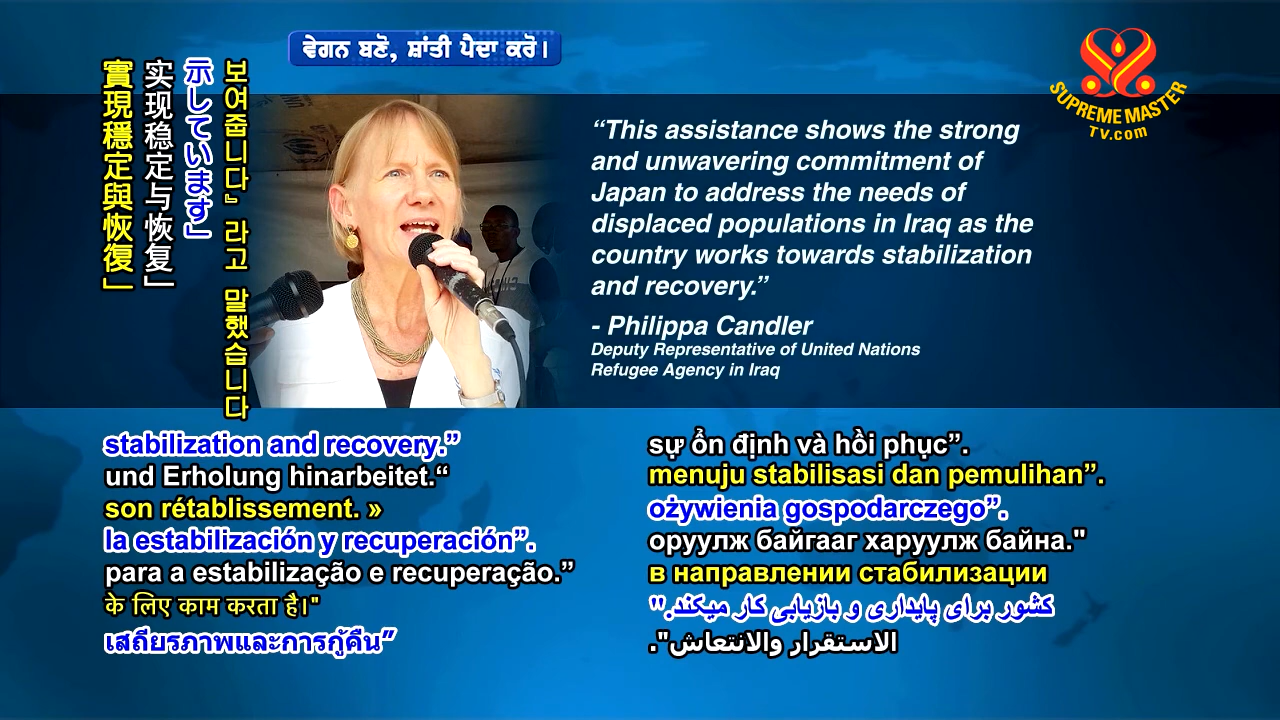 ਵੇਗਨ ਬਣੋ, ਸ਼ਾਂਤੀ ਪੈਦਾ ਕਰੋ।
SUPREME MASTER
TV.com
實現穩定與恢復」
实现稳定与恢复」
示しています」
보여줍니다』라고 말했습니다
“This assistance shows the strong
and unwavering commitment of
Japan to address the needs of
displaced populations in Iraq as the
country works towards stabilization
and recovery.”
- Philippa Candler
Deputy Representative of United Nations
Refugee Agency in Iraq
stabilization and recovery.”
und Erholung hinarbeitet.“
son rétablissement. »
la estabilización y recuperación”.
para a estabilização e recuperação.”
के लिए काम करता है।"
เสถียรภาพและการกู้คืน”
sự ổn định và hồi phục”.
menuju stabilisasi dan pemulihan”.
ożywienia gospodarczego”.
оруулж байгааг харуулж байна."
в направлении стабилизации
کشور برای پایداری و بازیابی کار میکند."
الاستقرار والانتعاش".